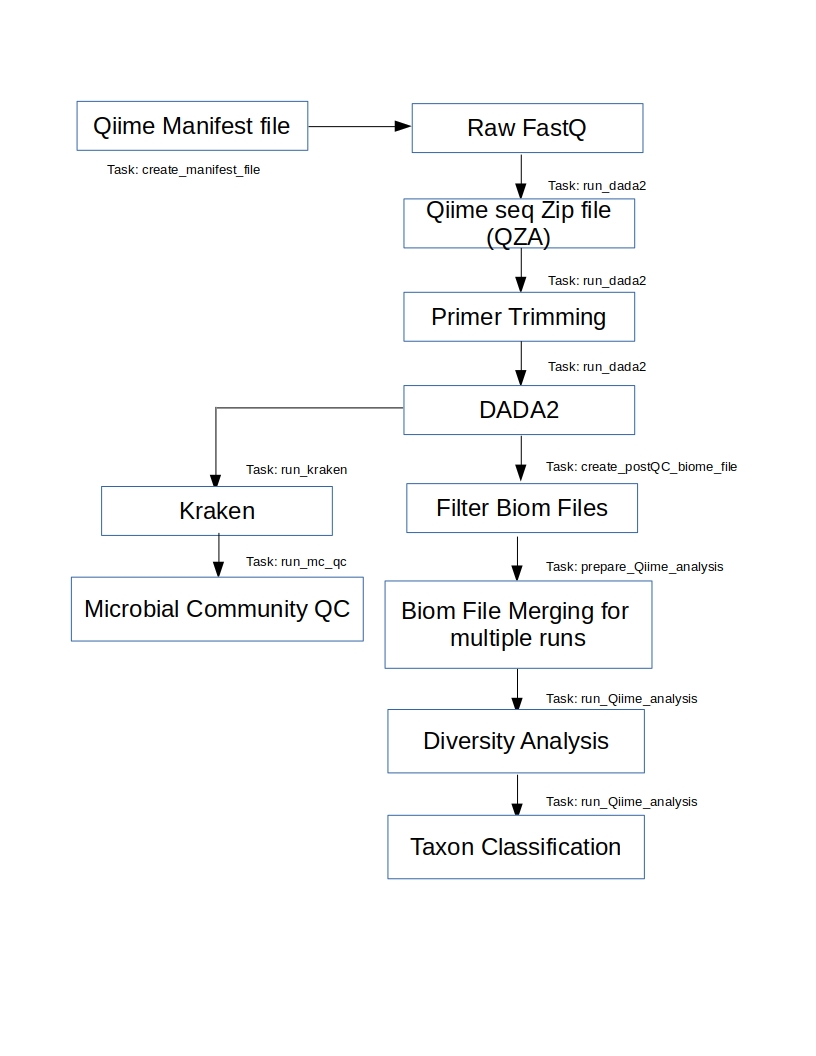 Qiime Manifest file
Raw FastQ
Task: create_manifest_file
Task: run_dada2
Qiime seq Zip file
(QZA)
Task: run_dada2
Primer Trimming
Task: run_dada2
DADA2
Task: run_kraken
Task: create_postQC_biome_file
Kraken
Filter Biom Files
Task: run_mc_qc
Task: prepare_Qiime_analysis
Microbial Community QC
Biom File Merging for
multiple runs
Task: run_Qiime_analysis
Diversity Analysis
Task: run_Qiime_analysis
Taxon Classification